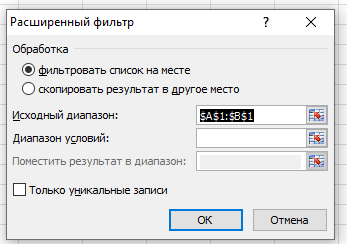 Расширенный фильтр
Обработка
фильтровать список на месте
скопировать результат в другое место
Исходный диапазон: $A$1:$B$1
Диапазон условий:
Поместить результат в диапазон:
Только уникальные записи
ОК Отмена